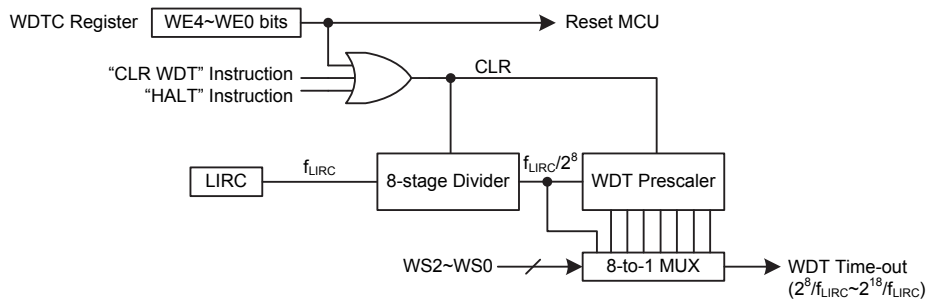 WDTC Register
WE4~WE0 bits
Reset MCU
“CLR WDT” Instruction
“HALT” Instruction
CLR
LIRC
fLIRC
8-stage Divider
fLIRC/2⁸
WDT Prescaler
WS2~WS0
8-to-1 MUX
WDT Time-out
(2⁸/fLIRC~2¹⁸/fLIRC)